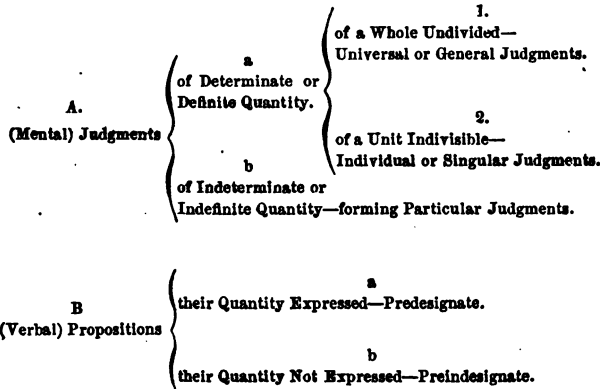 1.
of a Whole Undivided—
Universal or General Judgments.
a
of Determinate or
Definite Quantity.
A.
(Mental) Judgments
2.
of a Unit Indivisible—
Individual or Singular Judgments.
b
of Indeterminate or
Indefinite Quantity—forming Particular Judgments.
a
their Quantity Expressed—Predesignate.
B
(Verbal) Propositions
b
their Quantity Not Expressed—Preindesignate.